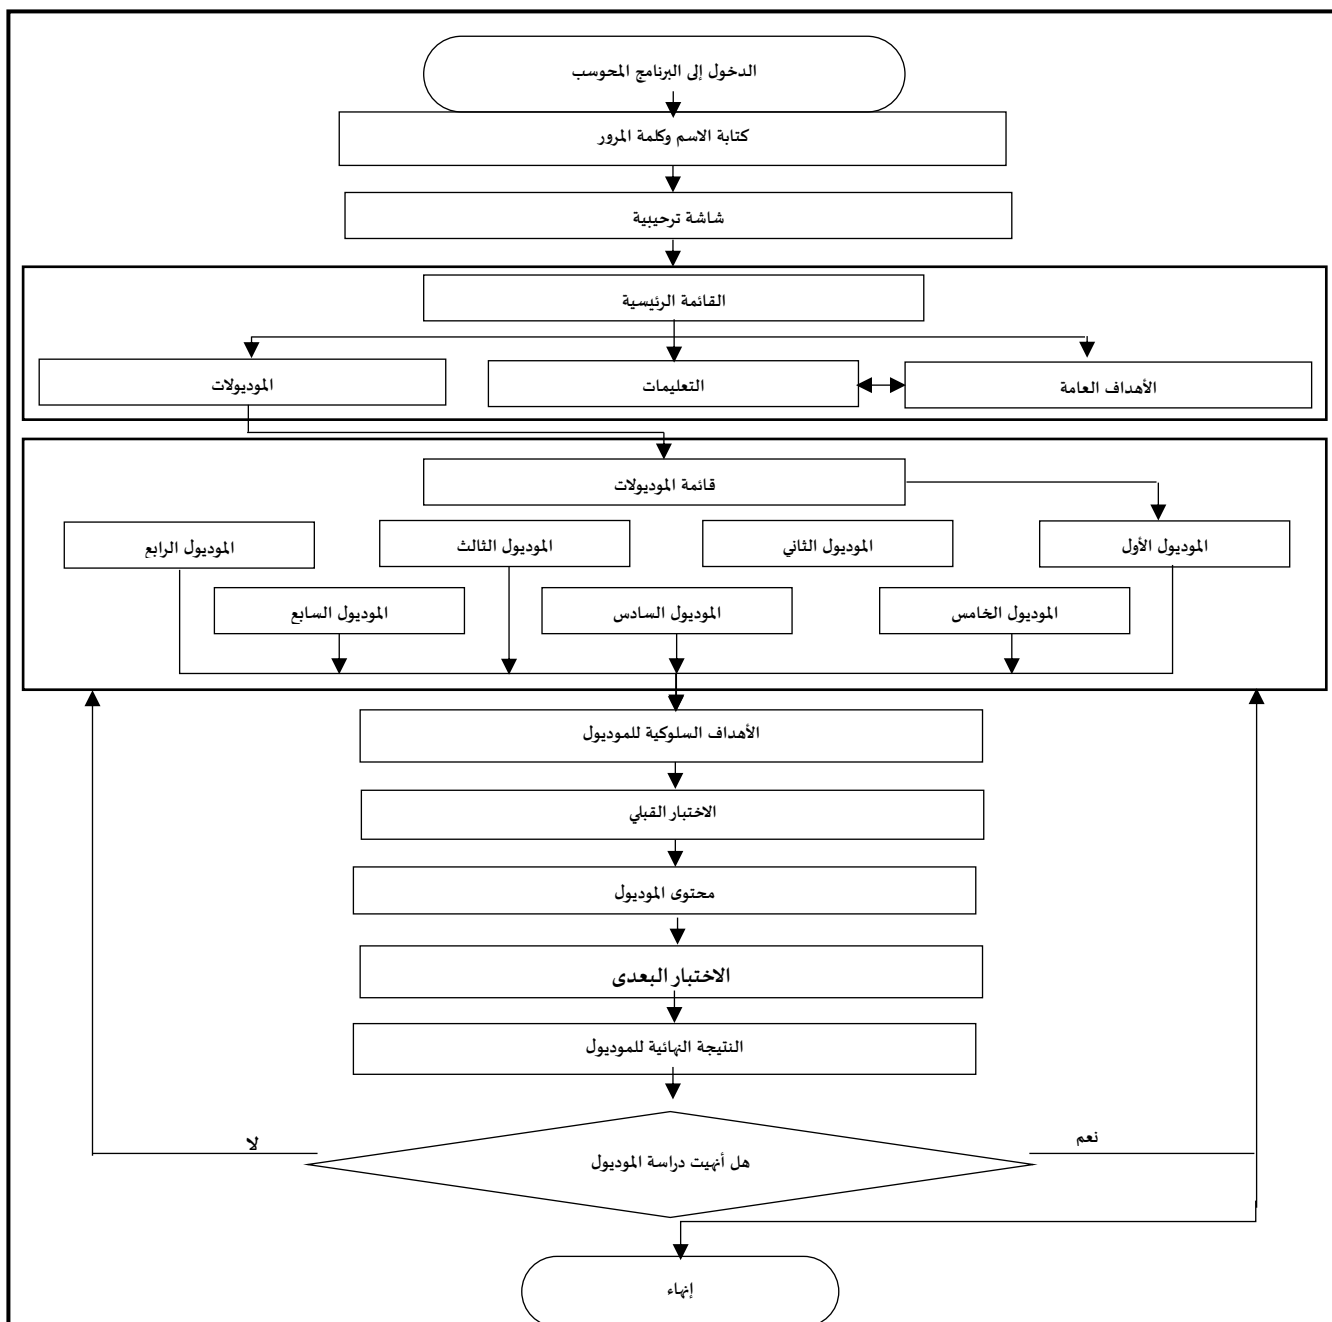 الدخول إلى البرنامج المحوسب
كتابة الاسم وكلمة المرور
شاشة ترحيبية
القائمة الرئيسية
الأهداف العامة
التعليمات
الموديولات
قائمة الموديولات
الموديول الأول
الموديول الثاني
الموديول الثالث
الموديول الرابع
الموديول الخامس
الموديول السادس
الموديول السابع
الأهداف السلوكية للموديول
الاختبار القبلي
محتوى الموديول
الاختبار البعدى
النتيجة النهائية للموديول
نعم
هل أنهيت دراسة الموديول
لا
إنهاء